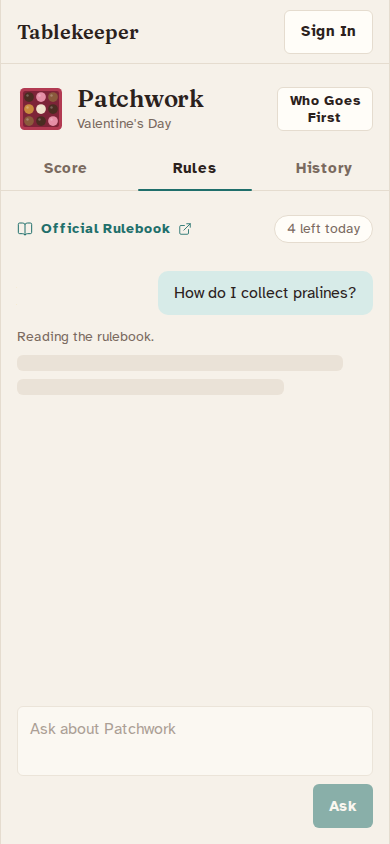 Tablekeeper
Sign In
Patchwork
Valentine's Day
Who Goes
First
Score
Rules
History
Official Rulebook
4 left today
How do I collect pralines?
Reading the rulebook.
Ask about Patchwork
Ask